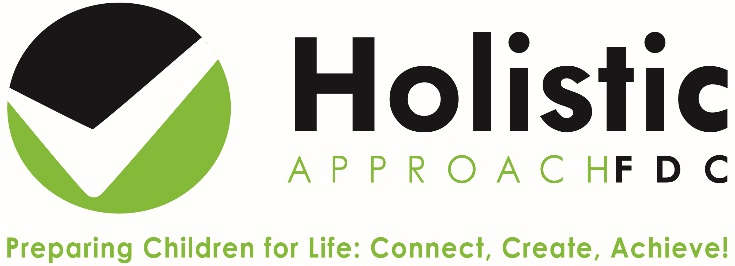 Holistic
APPROACHFDC
Preparing Children for Life: Connect, Create, Achieve!